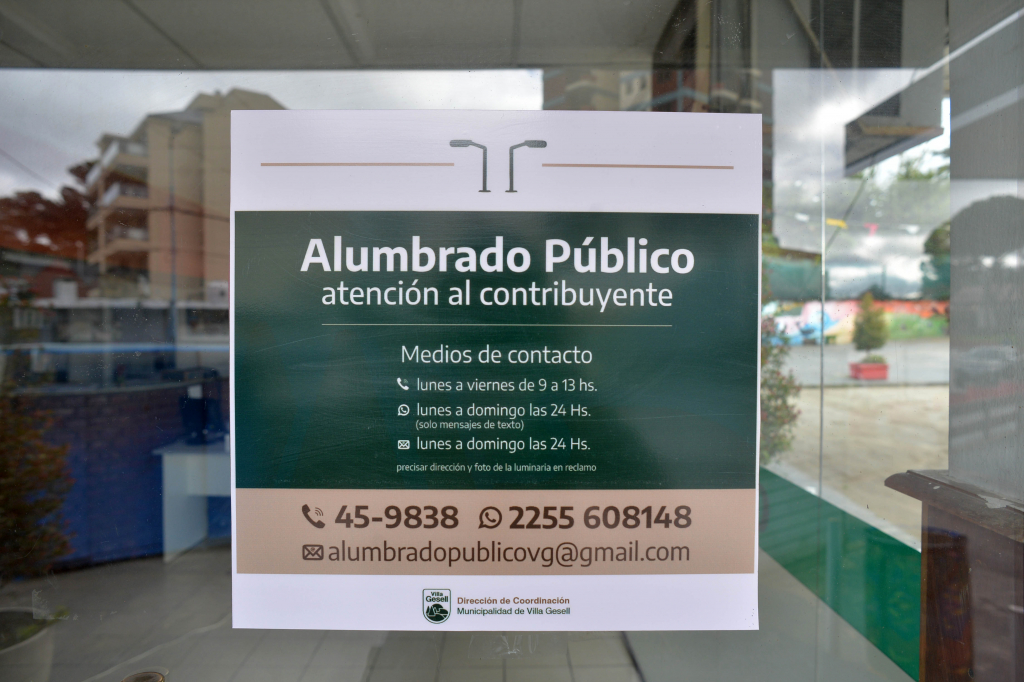 Alumbrado Público
atención al contribuyente
Medios de contacto
lunes a viernes de 9 a 13 hs.
lunes a domingo las 24 Hs.
(solo mensajes de texto)
lunes a domingo las 24 Hs.
precisar dirección y foto de la luminaria en reclamo
45-9838 2255 608148
alumbradopublicovg@gmail.com
Villa
Gesell
Dirección de Coordinación
Municipalidad de Villa Gesell